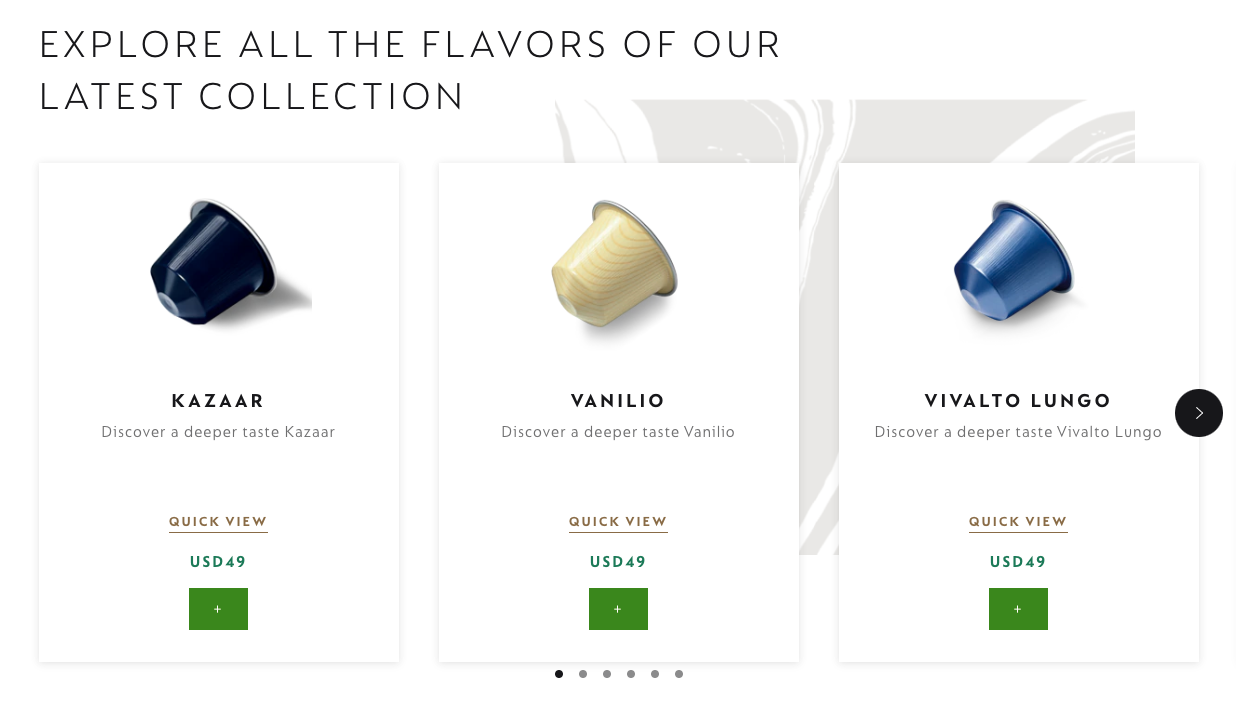 EXPLORE ALL THE FLAVORS OF OUR
LATEST COLLECTION
KAZAAR
Discover a deeper taste Kazaar
QUICK VIEW
USD49
+
VANILIO
Discover a deeper taste Vanilio
QUICK VIEW
USD49
+
VIVALTO LUNGO
Discover a deeper taste Vivalto Lungo
QUICK VIEW
USD49
+